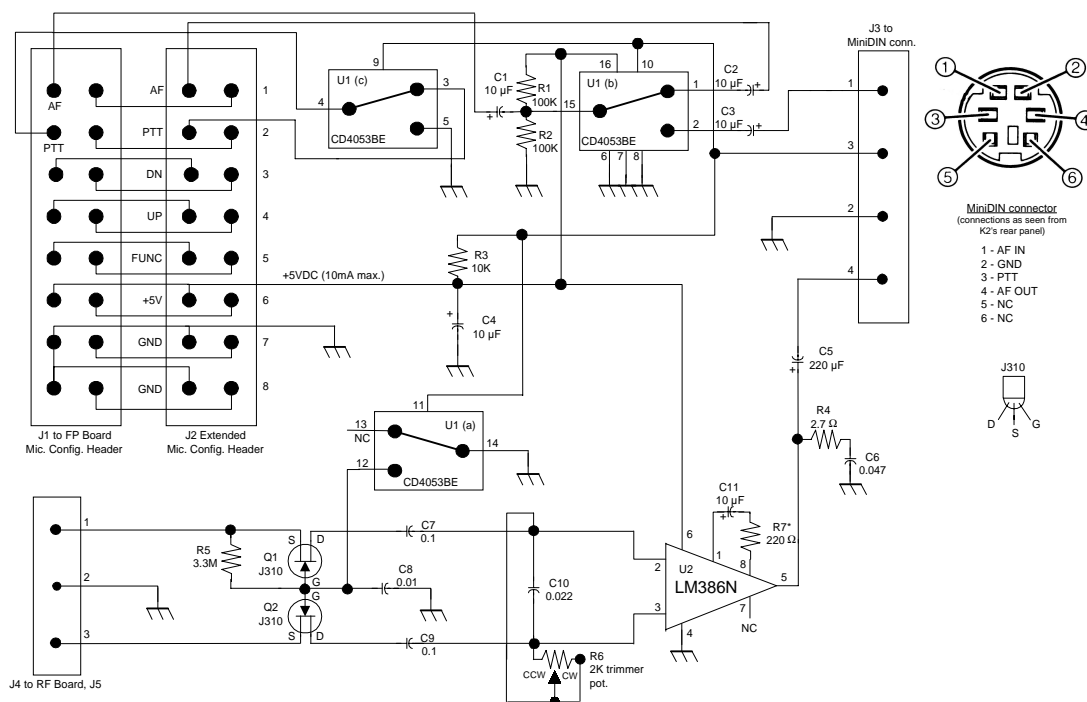 J3 to
MiniDIN conn.
9
U1 (c)
3
4
5
CD4053BE
C1
10 µF
+
R1
100K
R2
100K
16
10
U1 (b)
15
1
2
CD4053BE
6
7
8
C2
10 µF
+
C3
10 µF
+
1
3
2
4
1
2
3
4
5
6
MiniDIN connector
(connections as seen from
K2's rear panel)
1 - AF IN
2 - GND
3 - PTT
4 - AF OUT
5 - NC
6 - NC
J310
D
S
G
AF
AF
1
PTT
PTT
2
DN
3
UP
4
FUNC
5
+5V
6
GND
7
GND
8
+5VDC (10mA max.)
J1 to FP Board
Mic. Config. Header
J2 Extended
Mic. Config. Header
R3
10K
+
C4
10 µF
11
13
NC
U1 (a)
14
12
CD4053BE
C5
220 µF
+
R4
2.7 Ω
C6
0.047
C11
10 µF
+
R7*
220 Ω
1
2
3
J4 to RF Board, J5
R5
3.3M
S
D
Q1
J310
G
G
Q2
J310
S
D
C7
0.1
C8
0.01
C9
0.1
C10
0.022
CCW
CW
R6
2K trimmer
pot.
6
2
3
U2
LM386N
1
8
5
7
NC
4